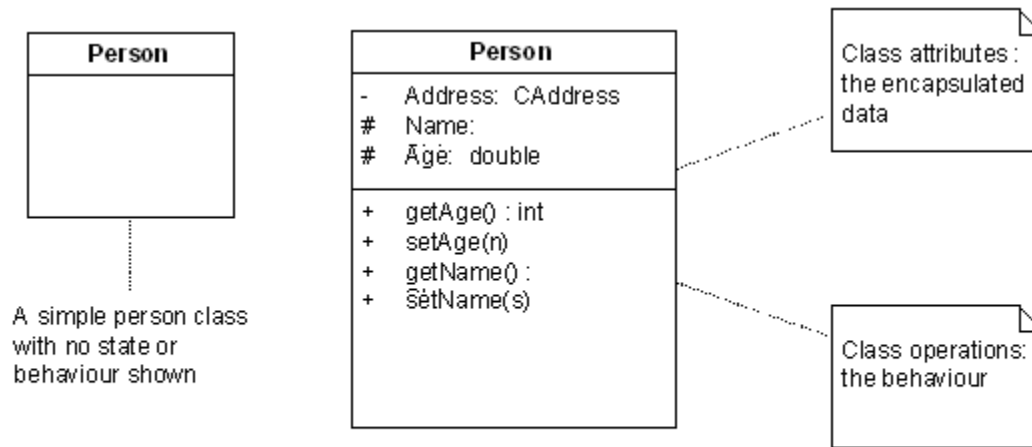 Person
A simple person class
with no state or
behaviour shown
Person
- Address: CAddress
# Name:
# Age: double
+ getAge() : int
+ setAge(n)
+ getName() :
+ setName(s)
Class attributes :
the encapsulated
data
Class operations:
the behaviour